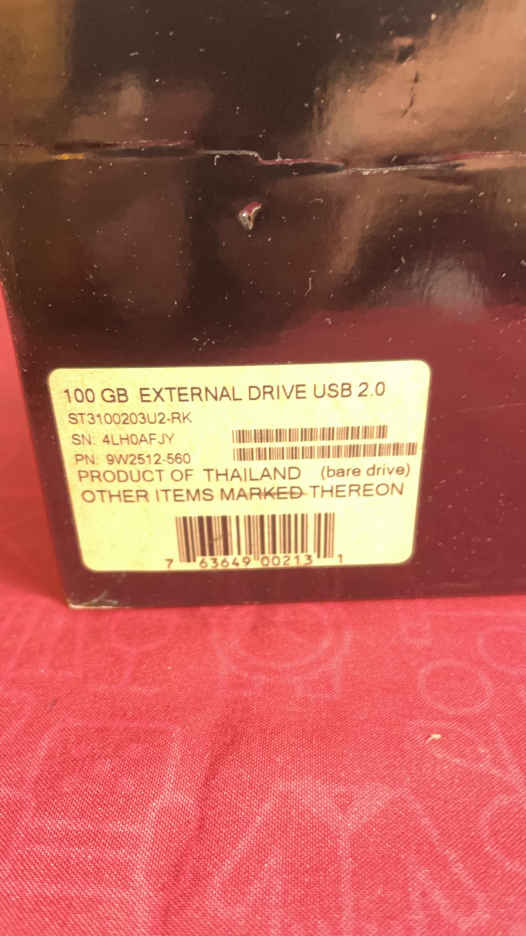 100 GB EXTERNAL DRIVE USB 2.0
ST3100203U2-RK
SN: 4LH0AFJY
PN: 9W2512-560
PRODUCT OF THAILAND (bare drive)
OTHER ITEMS MARKED THEREON
7 63649 00213 1